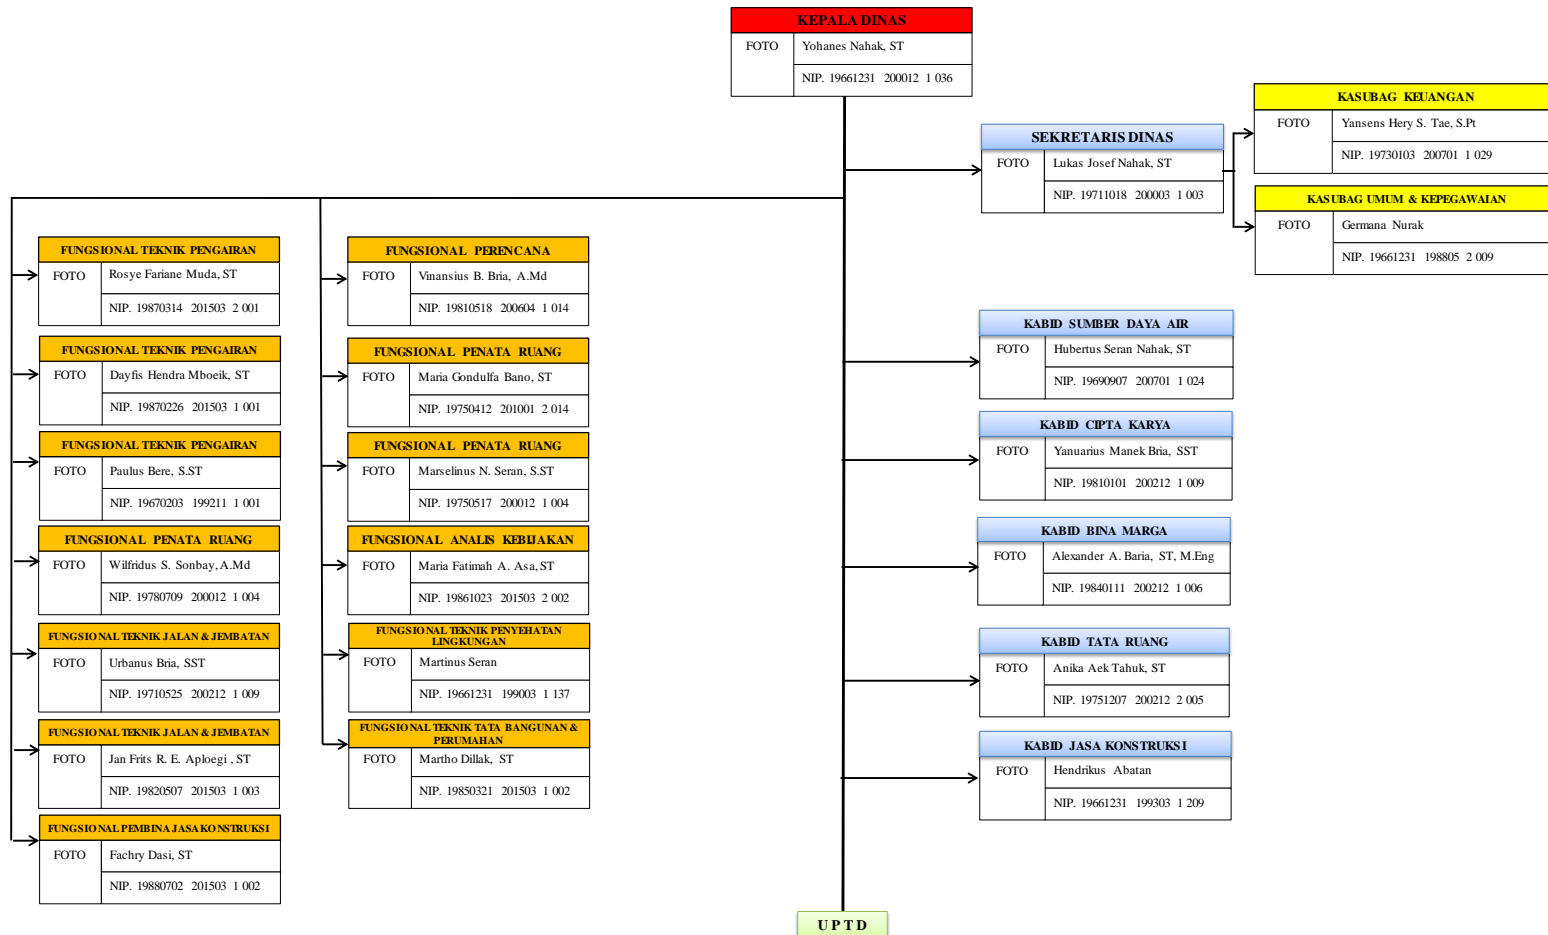 KEPALA DINAS
FOTO
Yohanes Nahak, ST
NIP. 19661231 200012 1 036
SEKRETARIS DINAS
FOTO
Lukas Josef Nahak, ST
NIP. 19711018 200003 1 003
KASUBAG KEUANGAN
FOTO
Yansens Hery S. Tae, S.Pt
NIP. 19730103 200701 1 029
KASUBAG UMUM & KEPEGAWAIAN
FOTO
Germana Nurak
NIP. 19661231 198805 2 009
FUNGSIONAL TEKNIK PENGAIRAN
FOTO
Rosye Fariane Muda, ST
NIP. 19870314 201503 2 001
FUNGSIONAL TEKNIK PENGAIRAN
FOTO
Dayfis Hendra Mboeik, ST
NIP. 19870226 201503 1 001
FUNGSIONAL TEKNIK PENGAIRAN
FOTO
Paulus Bere, S.ST
NIP. 19670203 199211 1 001
FUNGSIONAL PENATA RUANG
FOTO
Wilfridus S. Sonbay, A.Md
NIP. 19780709 200012 1 004
FUNGSIONAL TEKNIK JALAN & JEMBATAN
FOTO
Urbanus Bria, SST
NIP. 19710525 200212 1 009
FUNGSIONAL TEKNIK JALAN & JEMBATAN
FOTO
Jan Frits R. E. Aploegi , ST
NIP. 19820507 201503 1 003
FUNGSIONAL PEMBINA JASA KONSTRUKSI
FOTO
Fachry Dasi, ST
NIP. 19880702 201503 1 002
FUNGSIONAL PERENCANA
FOTO
Vinansius B. Bria, A.Md
NIP. 19810518 200604 1 014
FUNGSIONAL PENATA RUANG
FOTO
Maria Gondulfa Bano, ST
NIP. 19750412 201001 2 014
FUNGSIONAL PENATA RUANG
FOTO
Marselinus N. Seran, S.ST
NIP. 19750517 200012 1 004
FUNGSIONAL ANALIS KEBIJAKAN
FOTO
Maria Fatimah A. Asa, ST
NIP. 19861023 201503 2 002
FUNGSIONAL TEKNIK PENYEHATAN
LINGKUNGAN
FOTO
Martinus Seran
NIP. 19661231 199003 1 137
FUNGSIONAL TEKNIK TATA BANGUNAN &
PERUMAHAN
FOTO
Martho Dillak, ST
NIP. 19850321 201503 1 002
KABID SUMBER DAYA AIR
FOTO
Hubertus Seran Nahak, ST
NIP. 19690907 200701 1 024
KABID CIPTA KARYA
FOTO
Yanuarius Manek Bria, SST
NIP. 19810101 200212 1 009
KABID BINA MARGA
FOTO
Alexander A. Baria, ST, M.Eng
NIP. 19840111 200212 1 006
KABID TATA RUANG
FOTO
Anika Aek Tahuk, ST
NIP. 19751207 200212 2 005
KABID JASA KONSTRUKSI
FOTO
Hendrikus Abatan
NIP. 19661231 199303 1 209
U P T D